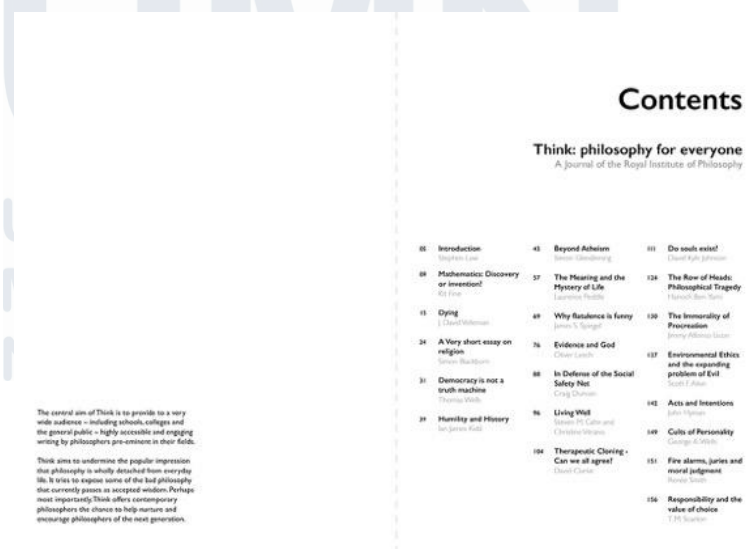 The central aim of Think is to provide to a very
wide audience – including schools, colleges and
the general public – highly accessible and engaging
writing by philosophers pre-eminent in their fields.
Think aims to undermine the popular impression
that philosophy is wholly detached from everyday
life. It tries to expose some of the bad philosophy
that currently passes as accepted wisdom. Perhaps
most importantly, Think offers contemporary
philosophers the chance to help nurture and
encourage philosophers of the next generation.
Contents
Think: philosophy for everyone
A Journal of the Royal Institute of Philosophy
05 Introduction
Stephen Law
09 Mathematics: Discovery
or invention?
Kit Fine
15 Dying
J. David Velleman
24 A Very short essay on
religion
Simon Blackburn
31 Democracy is not a
truth machine
Thomas Wells
39 Humility and History
Ian James Kidd
45 Beyond Atheism
Simon Glendinning
57 The Meaning and the
Mystery of Life
Laurence Peddle
69 Why flatulence is funny
James S. Spiegel
76 Evidence and God
Oliver Leech
88 In Defense of the Social
Safety Net
Craig Duncan
96 Living Well
Steven M. Cahn and
Christine Vitrano
104 Therapeutic Cloning -
Can we all agree?
David Clarke
111 Do souls exist?
David Kyle Johnson
124 The Row of Heads:
Philosophical Tragedy
Hanoch Ben-Yami
130 The Immorality of
Procreation
Jimmy Alfonso Licon
137 Environmental Ethics
and the expanding
problem of Evil
Scott F. Aikin
142 Acts and Intentions
John Hyman
149 Cults of Personality
George A. Wells
151 Fire alarms, juries and
moral judgment
Renée Smith
156 Responsibility and the
value of choice
T.M. Scanlon